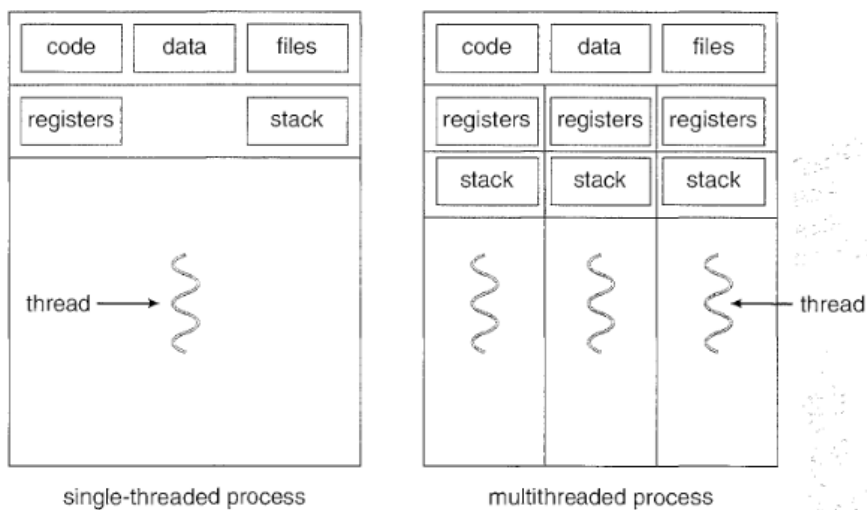 code data files code data files
registers stack registers registers registers
stack stack stack
thread thread
single-threaded process multithreaded process